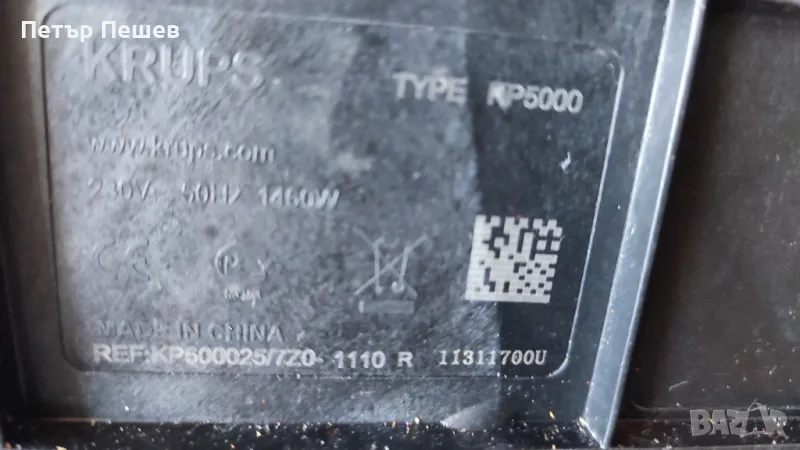 Петър Пешев
KRUPS
TYPE KP5000
www.krups.com
230V~ 50Hz 1460W
MADE IN CHINA
REF:KP500025/7Z0- 1110 R 11311700U
BAZAR